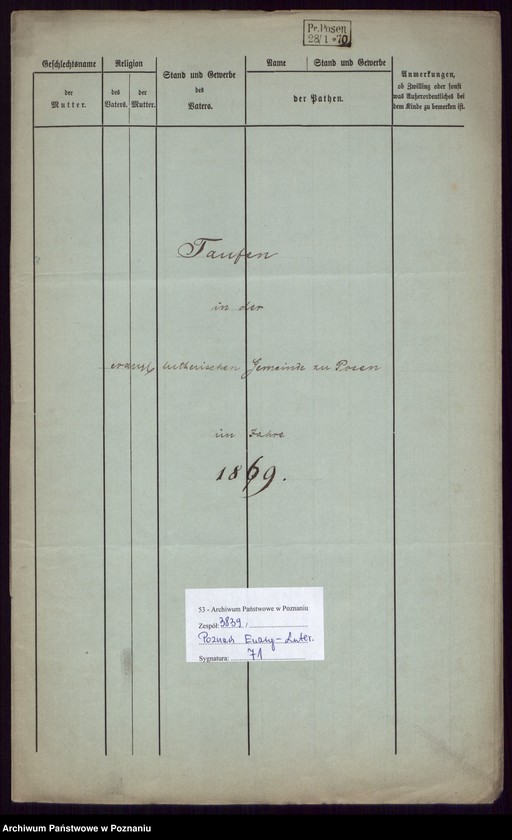 Pr. Posen
28/1 70
Geschlechtsname
der
Mutter.
Religion
des
Vaters.
der
Mutter.
Stand und Gewerbe
des
Vaters.
Name
Stand und Gewerbe
der Pathen.
Anmerkungen,
ob Zwilling oder sonst
was Außerordentliches bei
dem Kinde zu bemerken ist.
Taufen
in der
evangl lutherischen Gemeinde zu Posen
im Jahre
1869.
53 - Archiwum Państwowe w Poznaniu
Zespół: 3839,
Poznań Ewang-Luter.
Sygnatura: 71
Archiwum Państwowe w Poznaniu